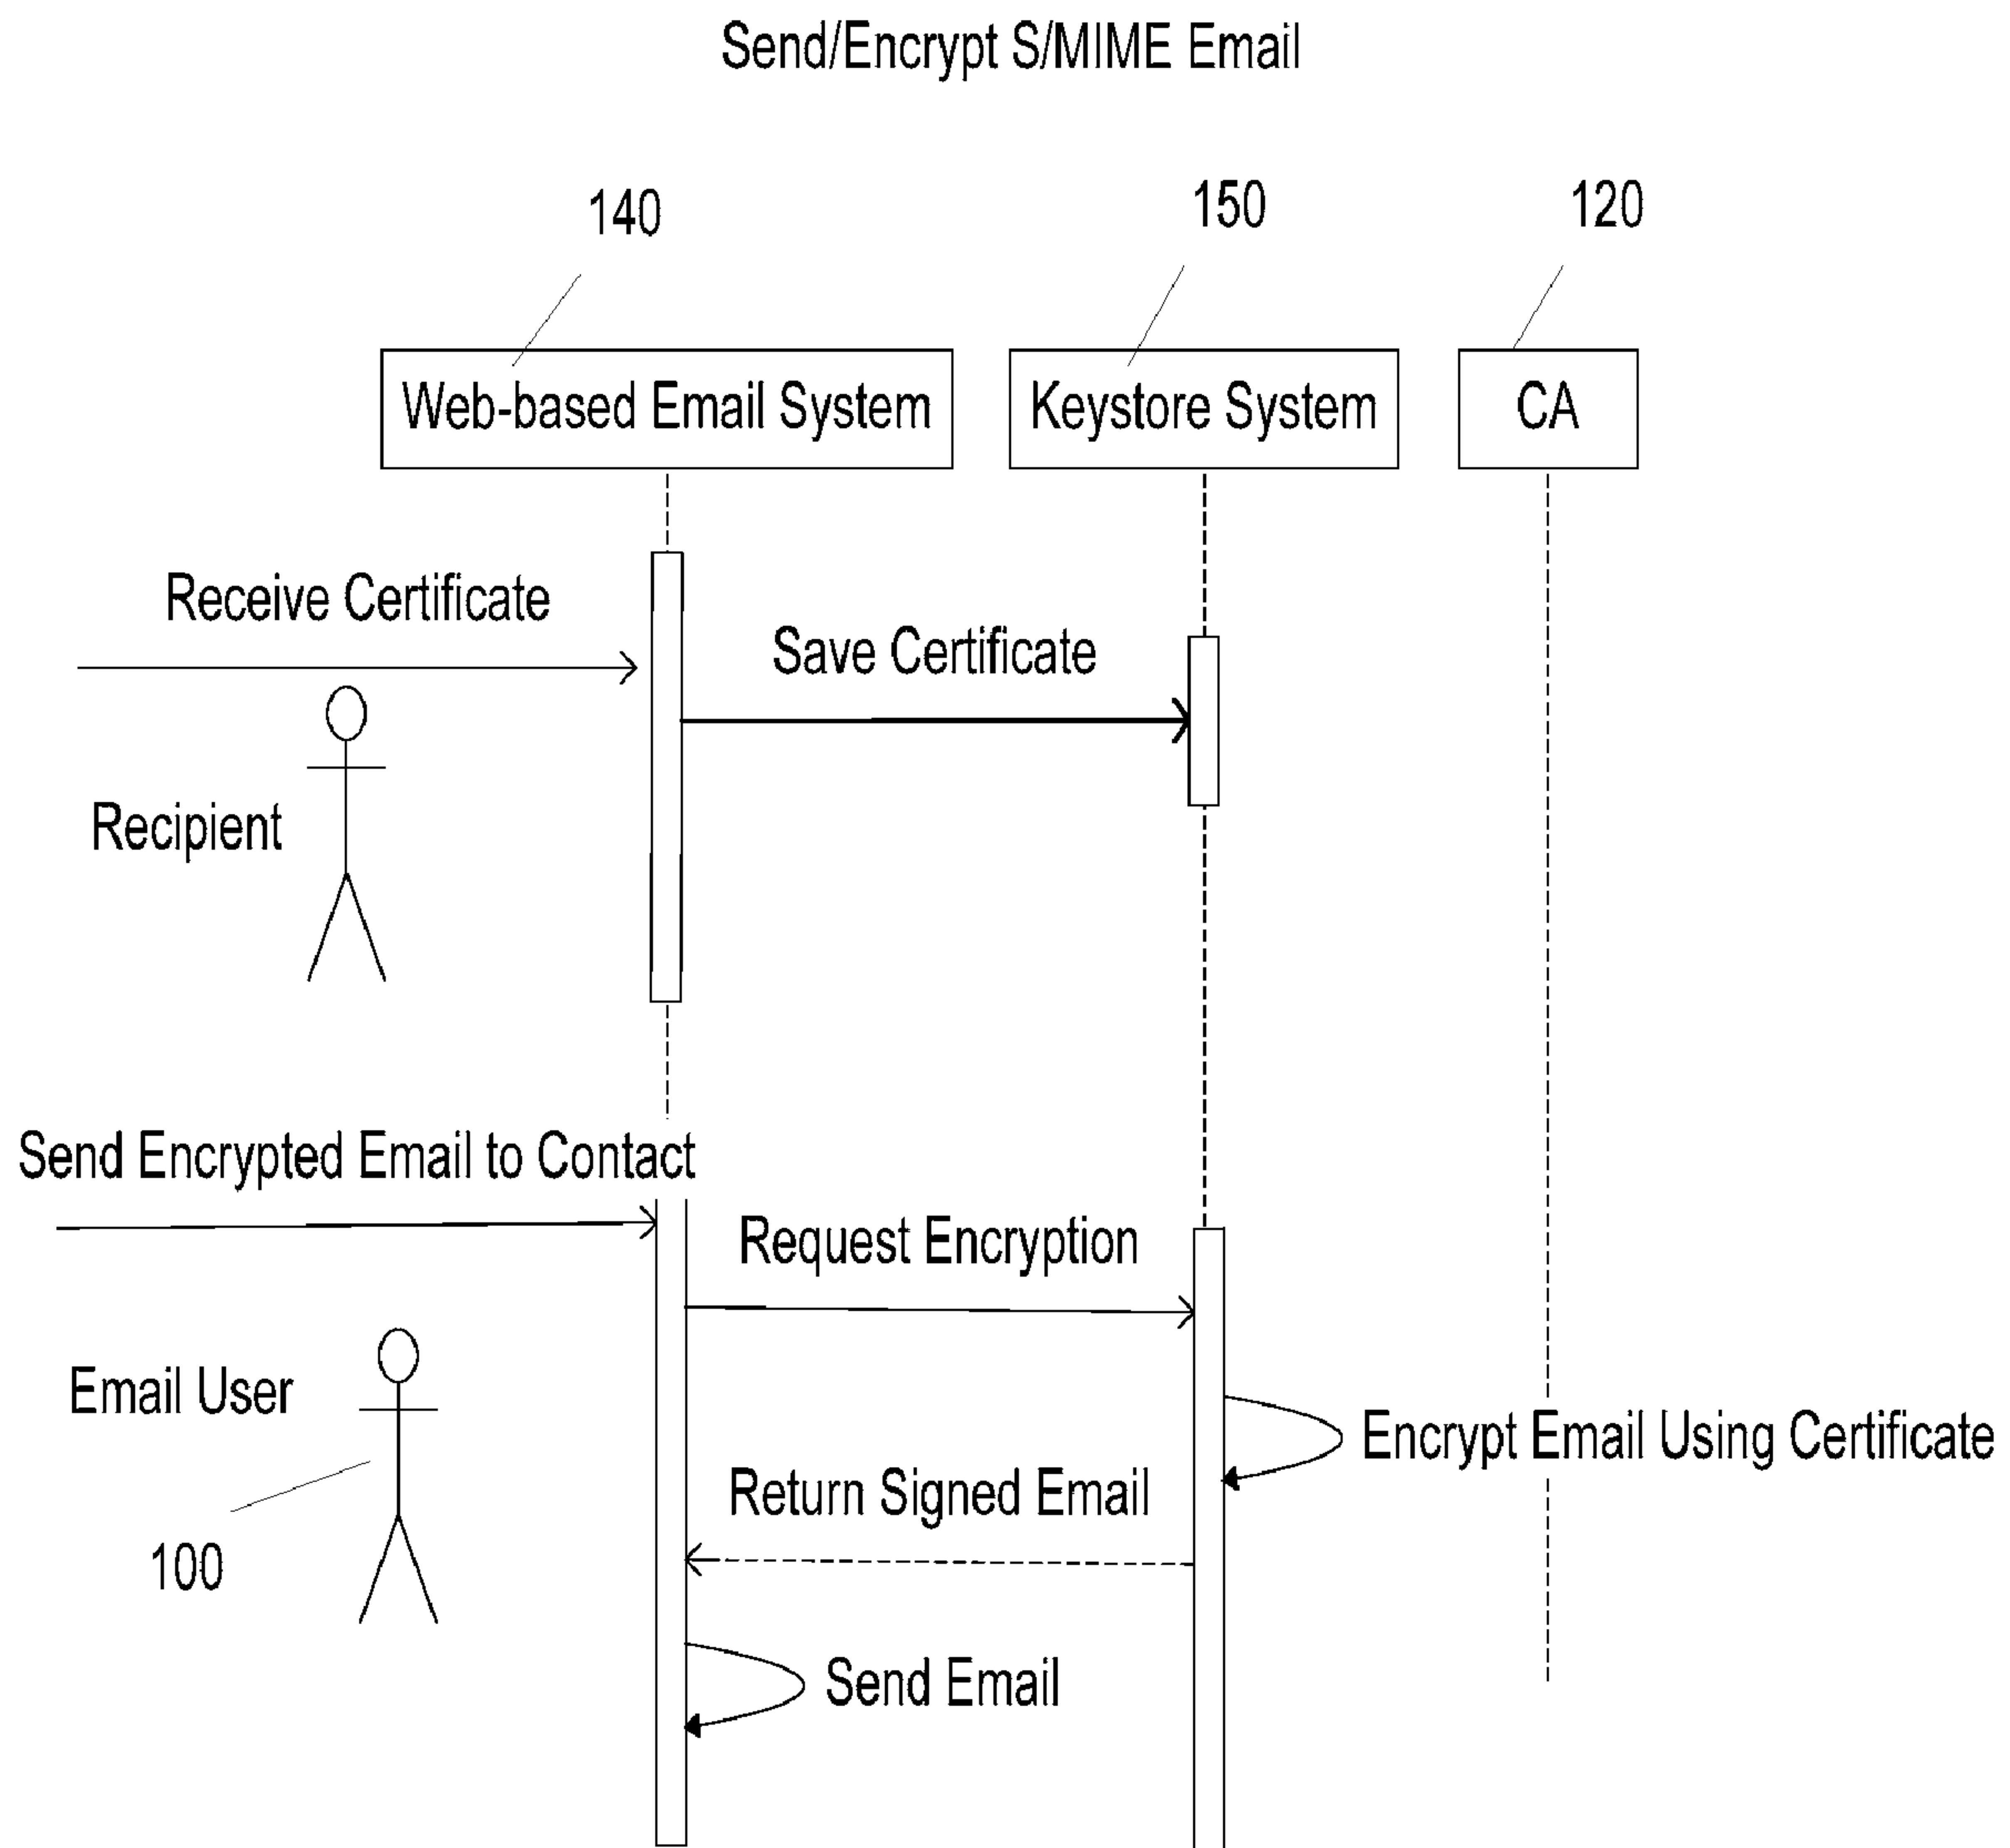 Send/Encrypt S/MIME Email
140
150
120
Web-based Email System
Keystore System
CA
Receive Certificate
Save Certificate
Recipient
Send Encrypted Email to Contact
Request Encryption
Email User
Encrypt Email Using Certificate
Return Signed Email
100
Send Email